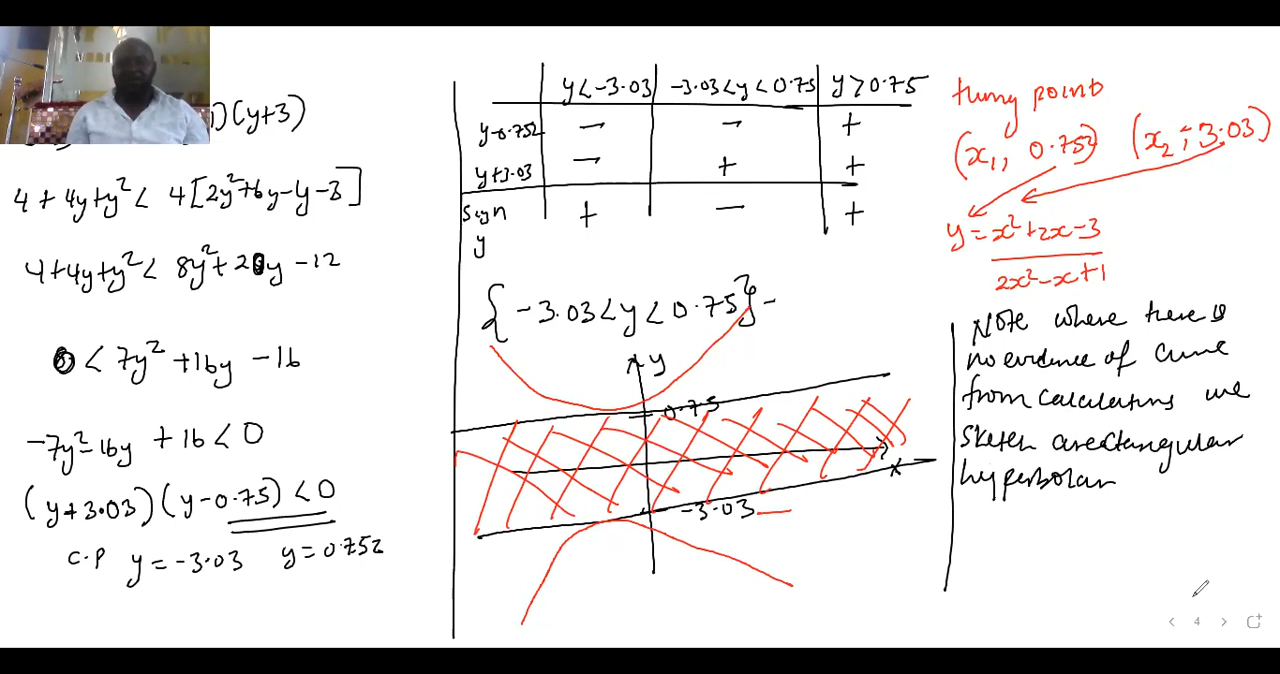 1)(y+3)
4 + 4y + y² < 4[2y²+6y-y-3]
4+4y+y² < 8y² + 20y -12
0 < 7y² + 16y - 16
-7y² - 16y + 16 < 0
(y+3.03)(y-0.75) < 0
C.P y = -3.03 y = 0.752
y < -3.03 -3.03 < y < 0.75 y > 0.75
y-0.752 - - +
y+3.03 - + +
Sign + - +
y
{ -3.03 < y < 0.75 } -
y
0.75
x
-3.03
turning point
(x₁, 0.752) (x₂, -3.03)
y = x²+2x-3
2x²-x+1
Note where there is
no evidence of curve
from calculations we
sketch a rectangular
hyperbolar
4